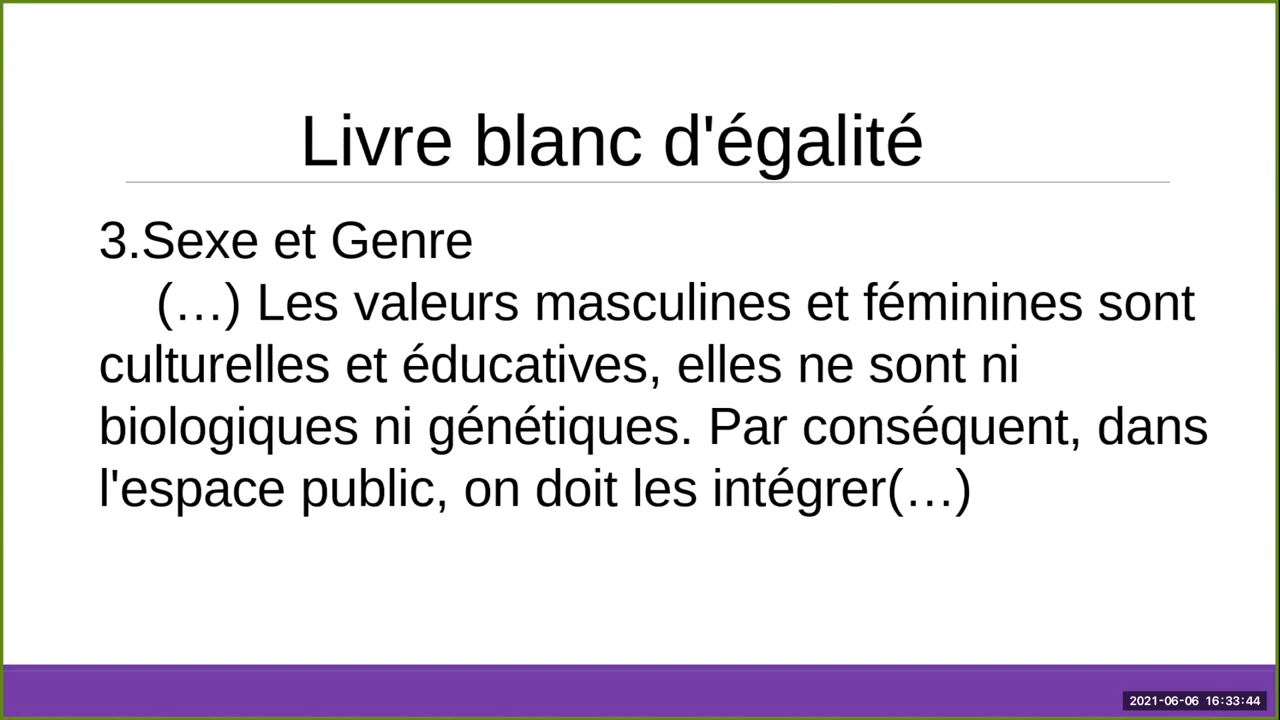 Livre blanc d'égalité
3.Sexe et Genre
(…) Les valeurs masculines et féminines sont
culturelles et éducatives, elles ne sont ni
biologiques ni génétiques. Par conséquent, dans
l'espace public, on doit les intégrer(…)
2021-06-06 16:33:44